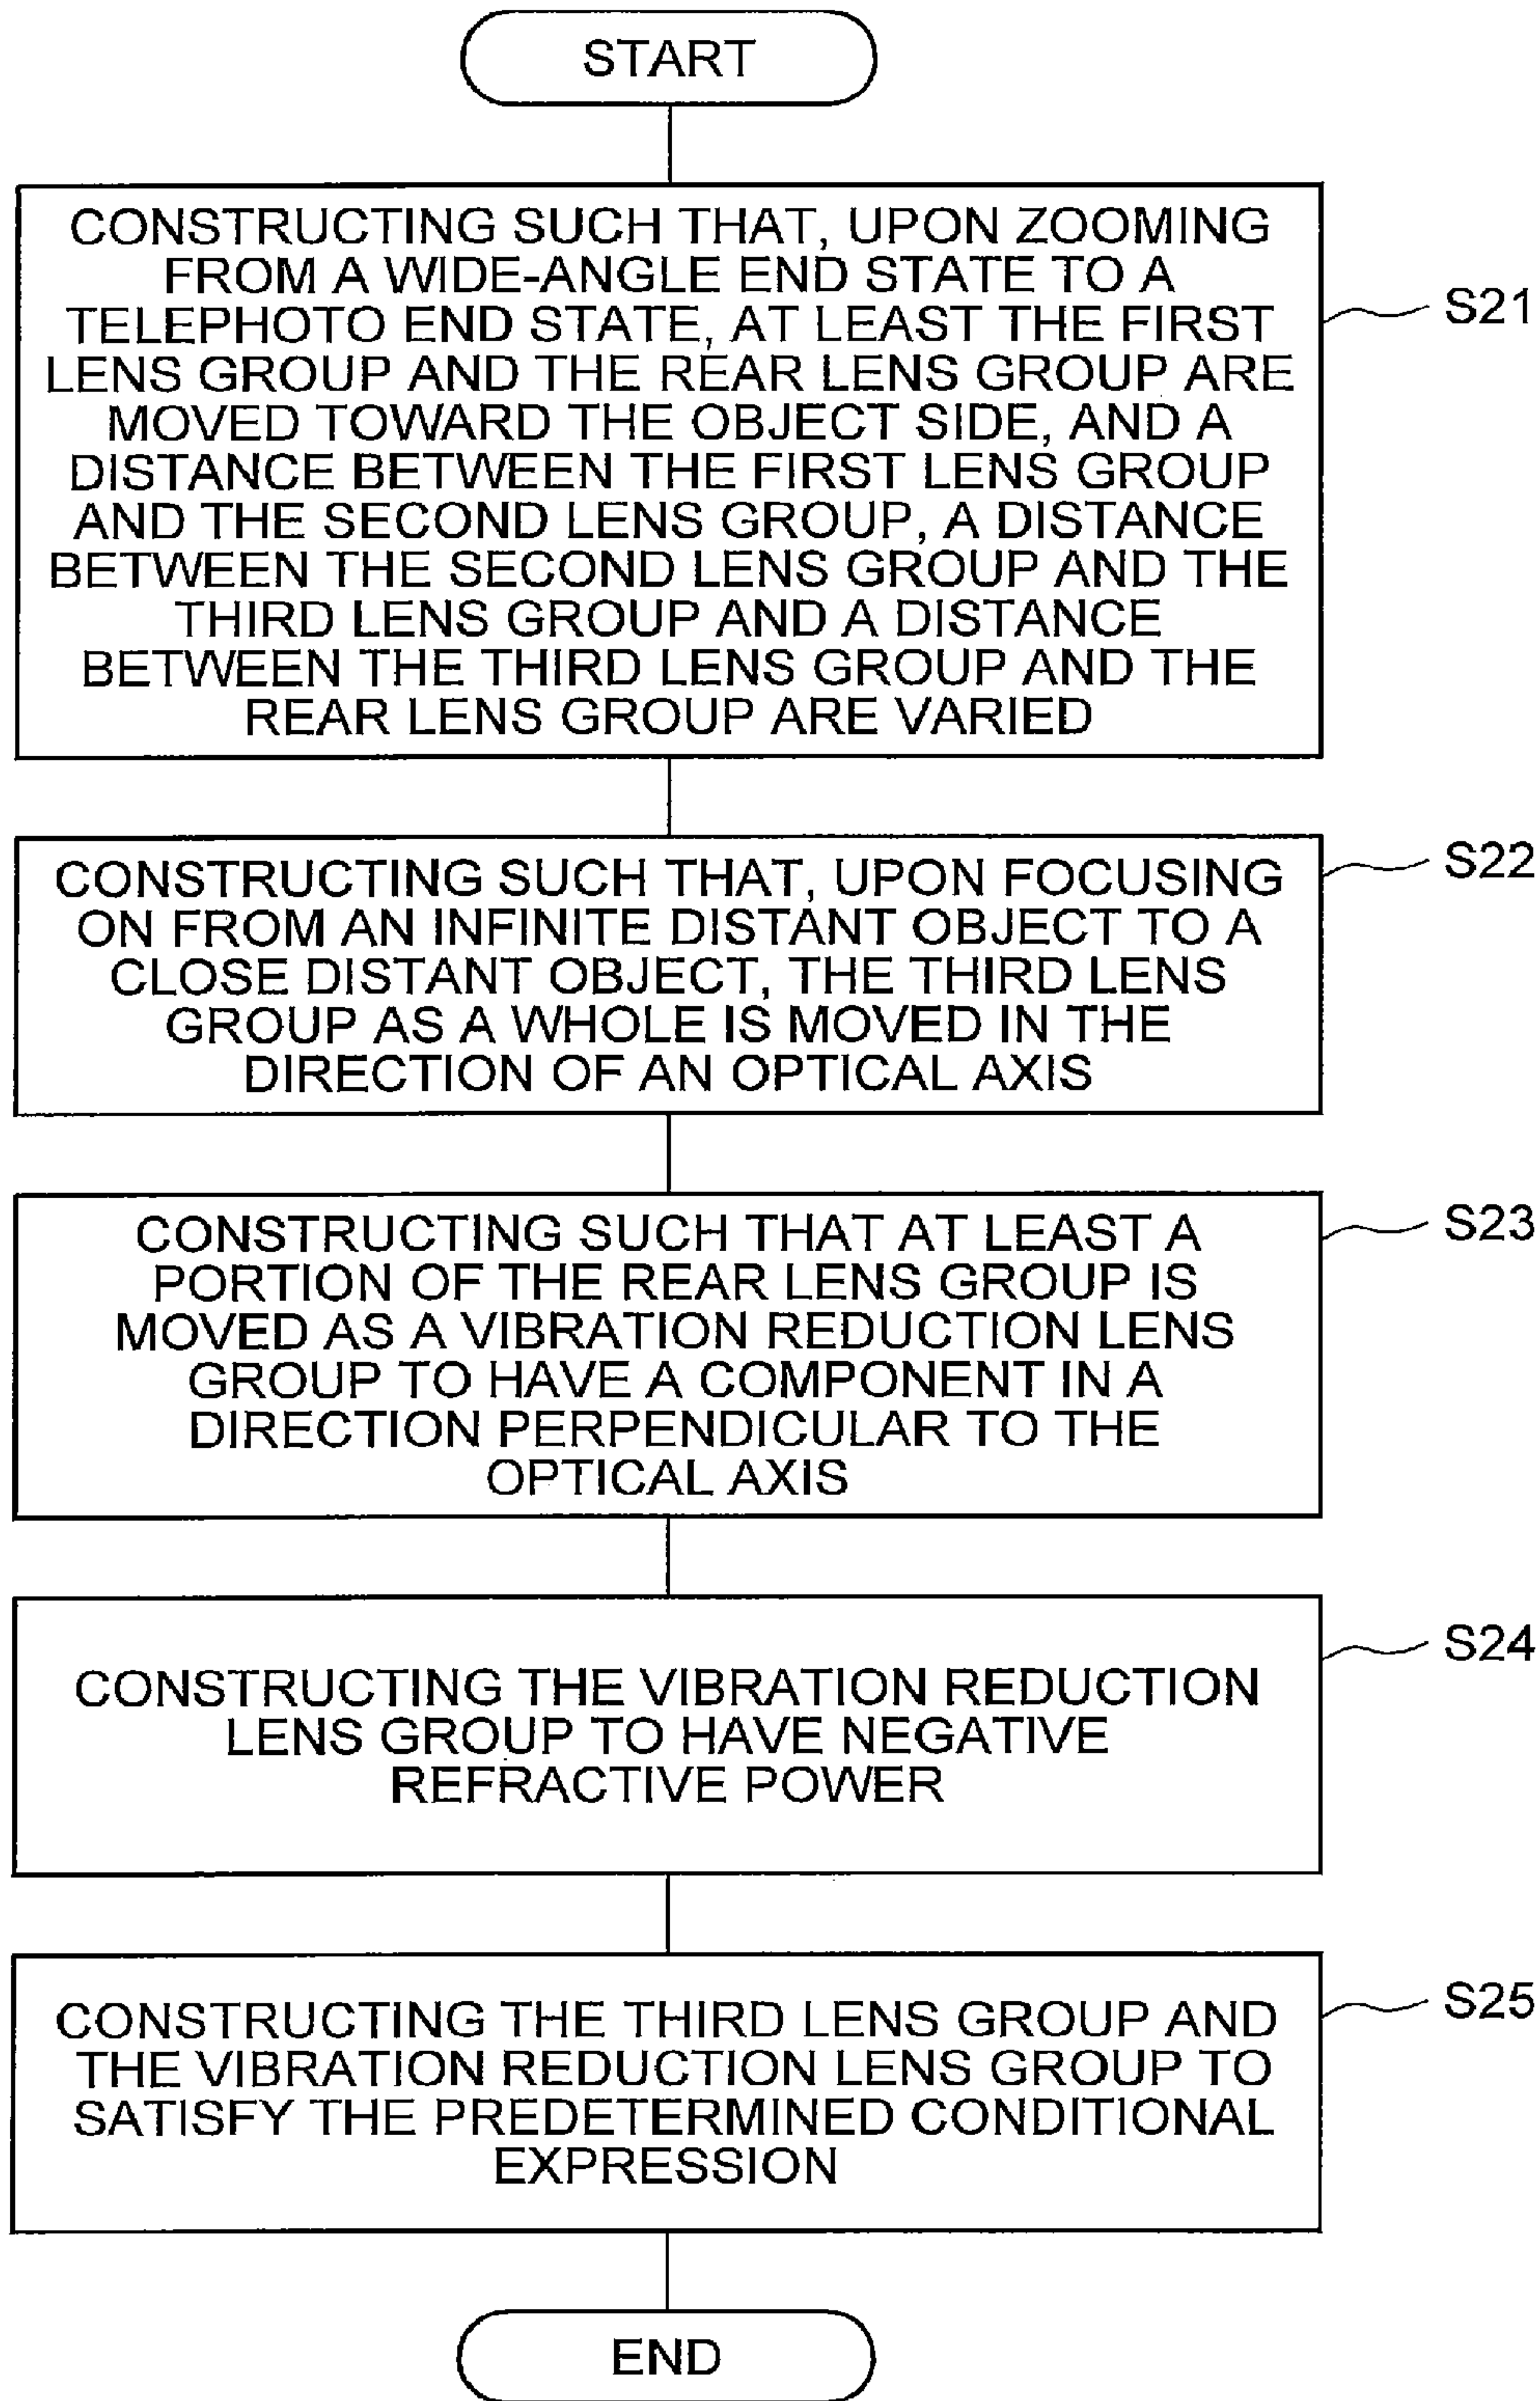 START
CONSTRUCTING SUCH THAT, UPON ZOOMING
FROM A WIDE-ANGLE END STATE TO A
TELEPHOTO END STATE, AT LEAST THE FIRST
LENS GROUP AND THE REAR LENS GROUP ARE
MOVED TOWARD THE OBJECT SIDE, AND A
DISTANCE BETWEEN THE FIRST LENS GROUP
AND THE SECOND LENS GROUP, A DISTANCE
BETWEEN THE SECOND LENS GROUP AND THE
THIRD LENS GROUP AND A DISTANCE
BETWEEN THE THIRD LENS GROUP AND THE
REAR LENS GROUP ARE VARIED
S21
CONSTRUCTING SUCH THAT, UPON FOCUSING
ON FROM AN INFINITE DISTANT OBJECT TO A
CLOSE DISTANT OBJECT, THE THIRD LENS
GROUP AS A WHOLE IS MOVED IN THE
DIRECTION OF AN OPTICAL AXIS
S22
CONSTRUCTING SUCH THAT AT LEAST A
PORTION OF THE REAR LENS GROUP IS
MOVED AS A VIBRATION REDUCTION LENS
GROUP TO HAVE A COMPONENT IN A
DIRECTION PERPENDICULAR TO THE
OPTICAL AXIS
S23
CONSTRUCTING THE VIBRATION REDUCTION
LENS GROUP TO HAVE NEGATIVE
REFRACTIVE POWER
S24
CONSTRUCTING THE THIRD LENS GROUP AND
THE VIBRATION REDUCTION LENS GROUP TO
SATISFY THE PREDETERMINED CONDITIONAL
EXPRESSION
S25
END